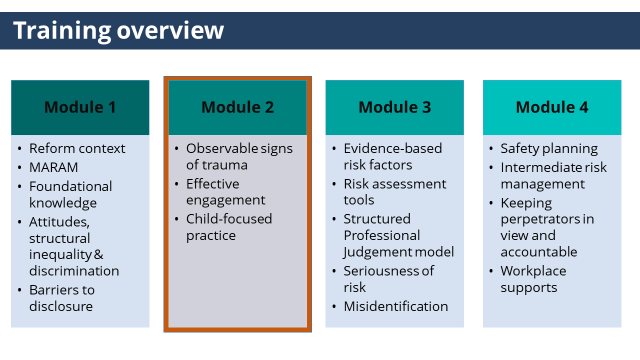 Training overview
Module 1
• Reform context
• MARAM
• Foundational
knowledge
• Attitudes,
structural
inequality &
discrimination
• Barriers to
disclosure
Module 2
• Observable signs
of trauma
• Effective
engagement
• Child-focused
practice
Module 3
• Evidence-based
risk factors
• Risk assessment
tools
• Structured
Professional
Judgement model
• Seriousness of
risk
• Misidentification
Module 4
• Safety planning
• Intermediate risk
management
• Keeping
perpetrators in
view and
accountable
• Workplace
supports